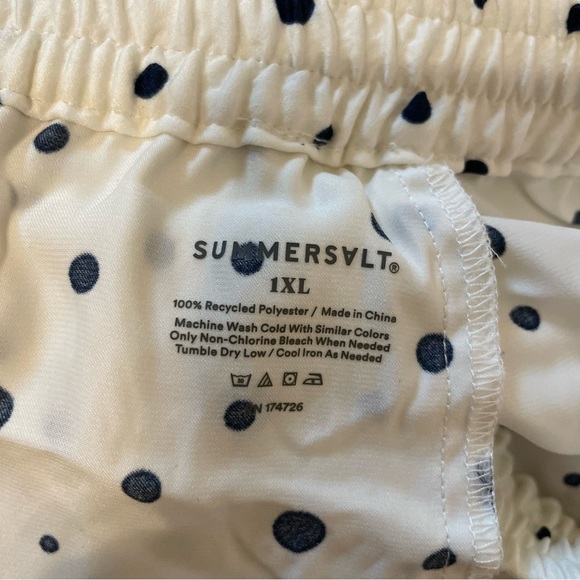 SUMMERSALT®
1XL
100% Recycled Polyester / Made in China
Machine Wash Cold With Similar Colors
Only Non-Chlorine Bleach When Needed
Tumble Dry Low / Cool Iron As Needed
174726